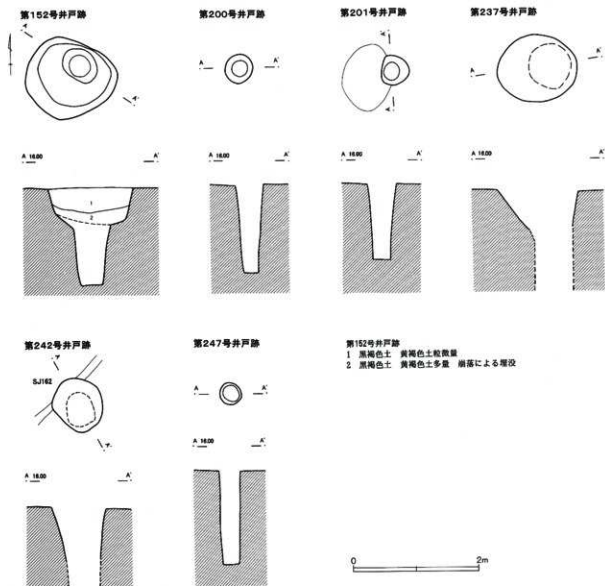 第152号井戸跡
第200号井戸跡
第201号井戸跡
第237号井戸跡
A
A'
A
A'
A
A'
A
A'
A
A'
A 16.00
A'
A 16.00
A'
A 16.00
A'
A 16.00
A'
1
2
第242号井戸跡
第247号井戸跡
第152号井戸跡
1 黒褐色土 黄褐色土粒微量
2 黒褐色土 黄褐色土多量 崩落による埋没
SJ162
A
A'
A
A'
A 16.00
A'
A 16.00
A'
0
2m